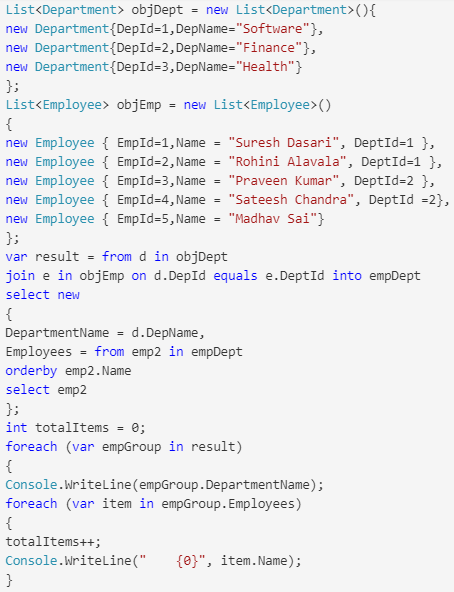 List<Department> objDept = new List<Department>(){
new Department{DepId=1,DepName="Software"},
new Department{DepId=2,DepName="Finance"},
new Department{DepId=3,DepName="Health"}
};
List<Employee> objEmp = new List<Employee>()
{
new Employee { EmpId=1,Name = "Suresh Dasari", DeptId=1 },
new Employee { EmpId=2,Name = "Rohini Alavala", DeptId=1 },
new Employee { EmpId=3,Name = "Praveen Kumar", DeptId=2 },
new Employee { EmpId=4,Name = "Sateesh Chandra", DeptId =2},
new Employee { EmpId=5,Name = "Madhav Sai"}
};
var result = from d in objDept
join e in objEmp on d.DepId equals e.DeptId into empDept
select new
{
DepartmentName = d.DepName,
Employees = from emp2 in empDept
orderby emp2.Name
select emp2
};
int totalItems = 0;
foreach (var empGroup in result)
{
Console.WriteLine(empGroup.DepartmentName);
foreach (var item in empGroup.Employees)
{
totalItems++;
Console.WriteLine("    {0}", item.Name);
}